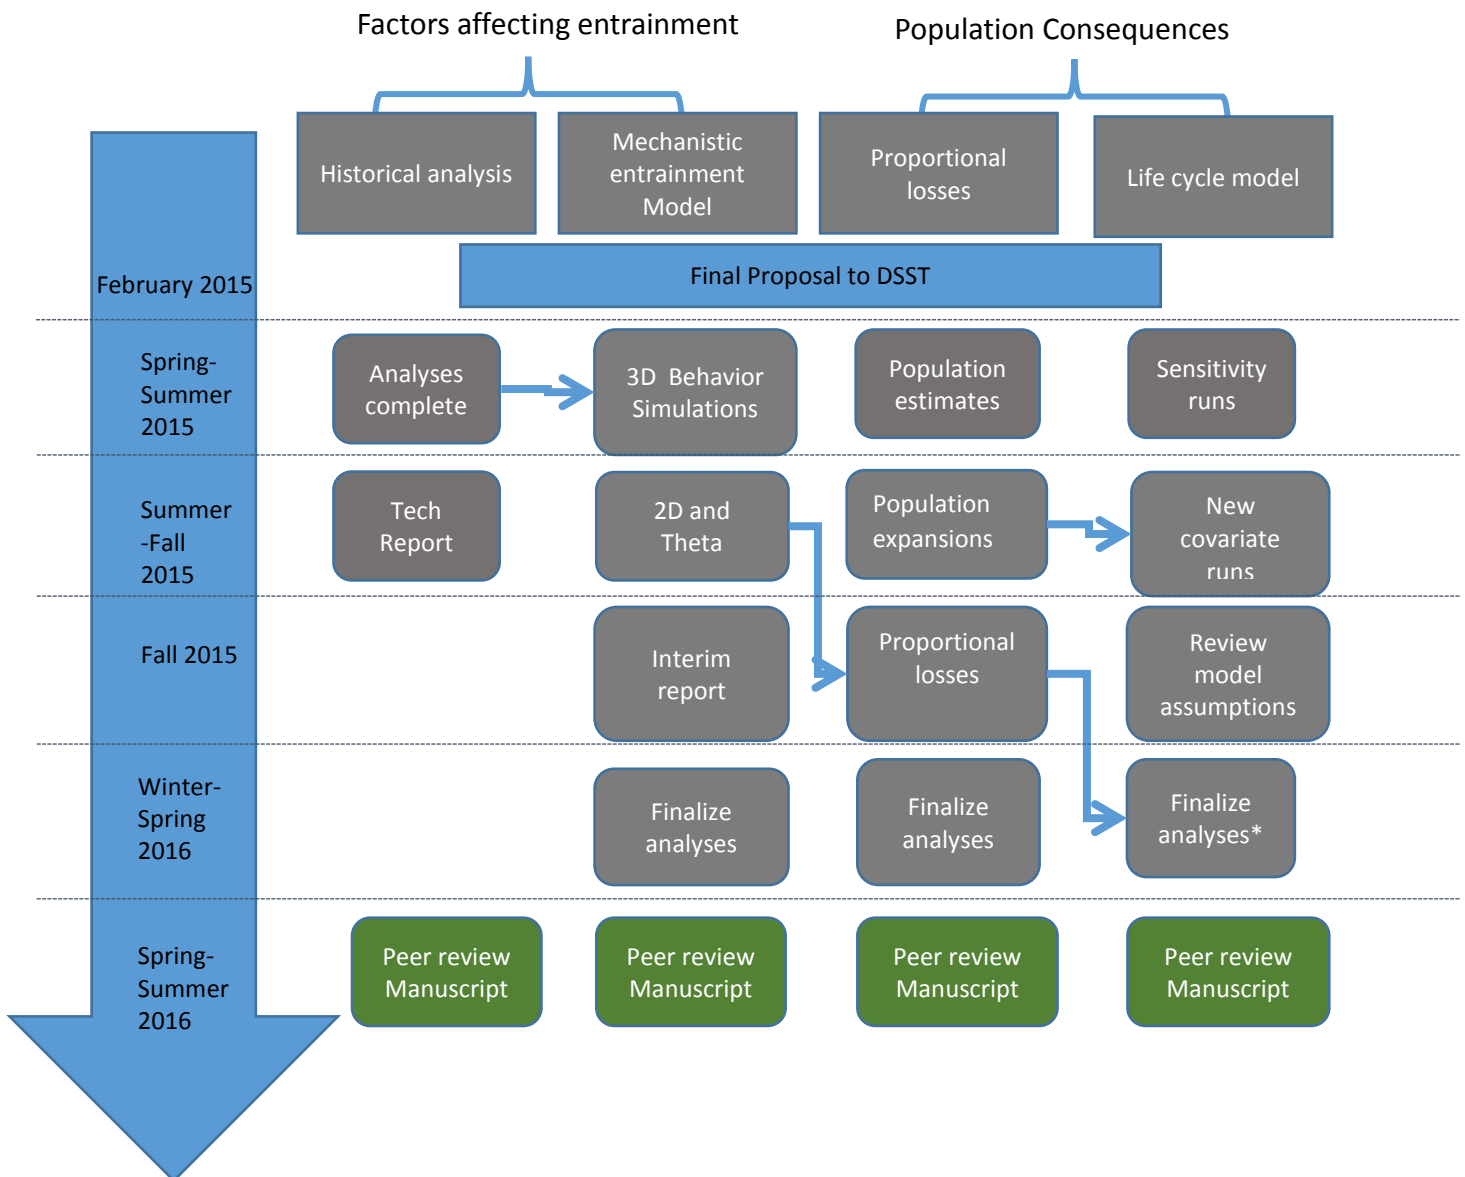 Factors affecting entrainment
Population Consequences
Historical analysis
Mechanistic
entrainment
Model
Proportional
losses
Life cycle model
February 2015
Final Proposal to DSST
Spring-
Summer
2015
Analyses
complete
3D Behavior
Simulations
Population
estimates
Sensitivity
runs
Summer
-Fall
2015
Tech
Report
2D and
Theta
Population
expansions
New
covariate
runs
Fall 2015
Interim
report
Proportional
losses
Review
model
assumptions
Winter-
Spring
2016
Finalize
analyses
Finalize
analyses
Finalize
analyses*
Spring-
Summer
2016
Peer review
Manuscript
Peer review
Manuscript
Peer review
Manuscript
Peer review
Manuscript